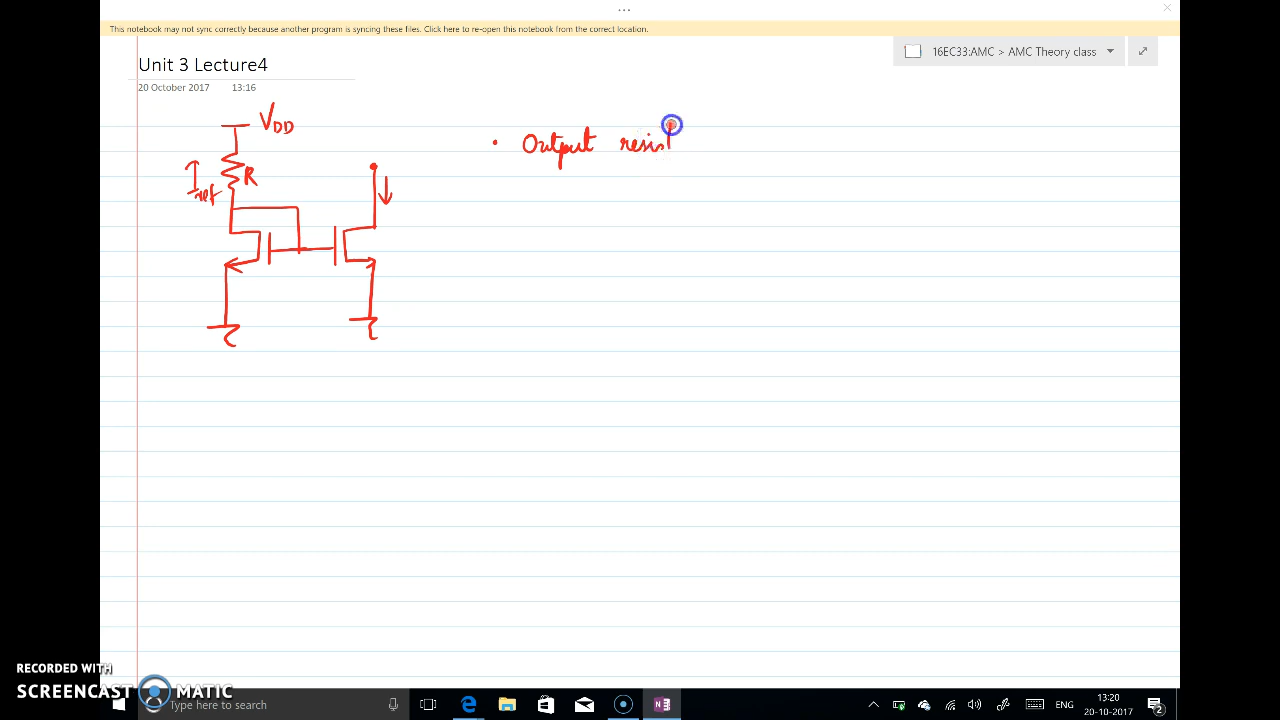 This notebook may not sync correctly because another program is syncing these files. Click here to re-open this notebook from the correct location.
16EC33:AMC > AMC Theory class
Unit 3 Lecture4
20 October 2017 13:16
VDD
• Output resist
Iref
R
RECORDED WITH
SCREENCAST MATIC
Type here to search
ENG
13:20
20-10-2017
2